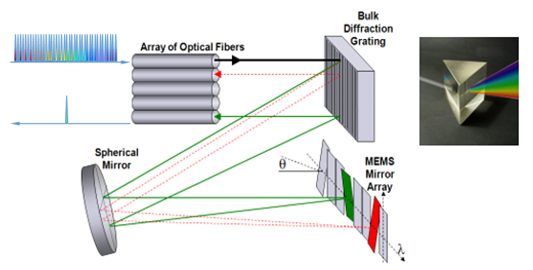 Bulk
Diffraction
Grating
Array of Optical Fibers
Spherical
Mirror
θ
MEMS
Mirror
Array
λ